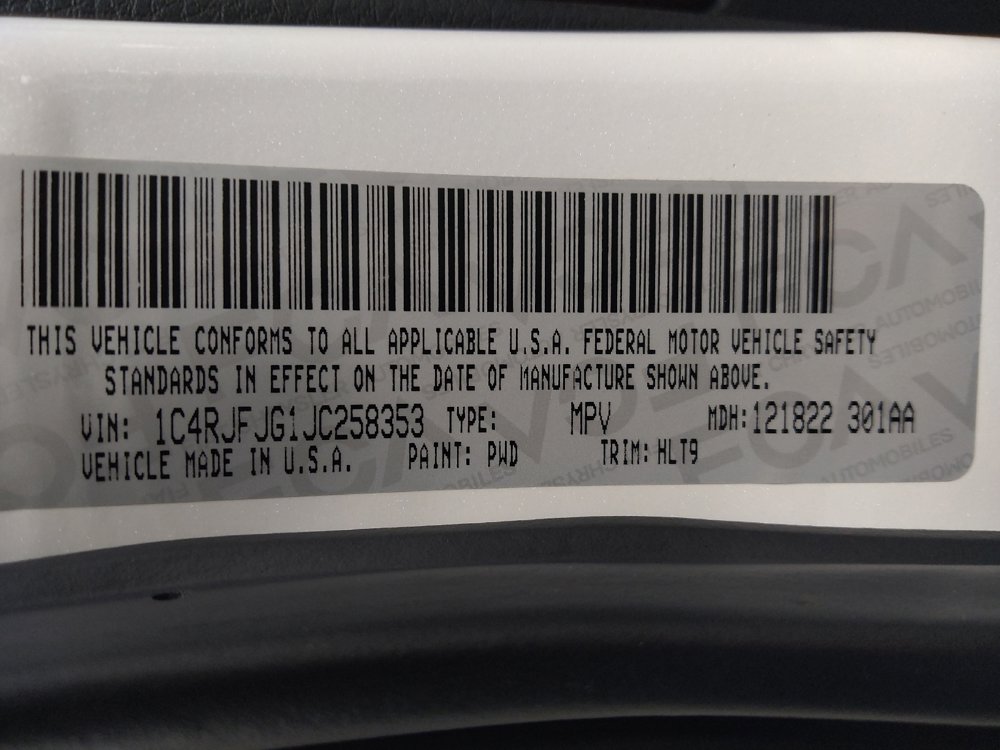 THIS VEHICLE CONFORMS TO ALL APPLICABLE U.S.A. FEDERAL MOTOR VEHICLE SAFETY
STANDARDS IN EFFECT ON THE DATE OF MANUFACTURE SHOWN ABOVE.
VIN: 1C4RJFJG1JC258353 TYPE: MPV MDH:121822 301AA
VEHICLE MADE IN U.S.A. PAINT: PWD TRIM:HLT9